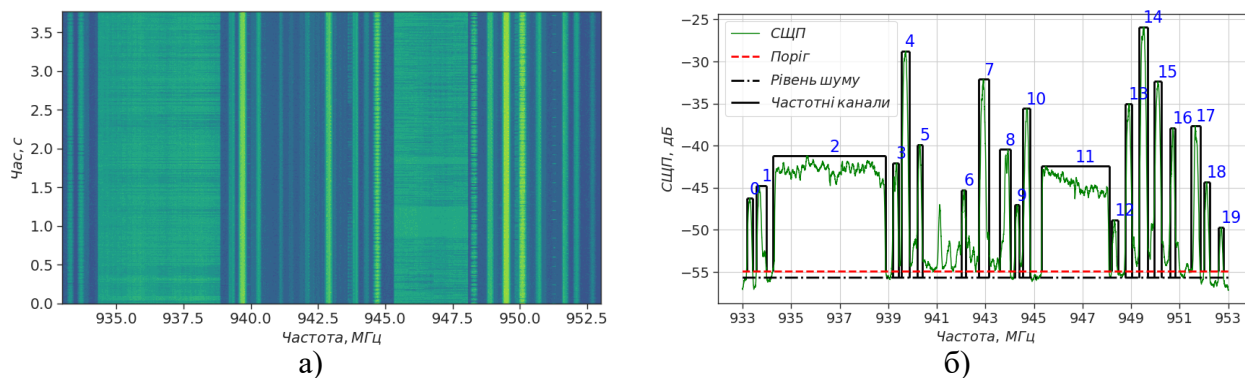 3.5
3.0
2.5
2.0
1.5
1.0
0.5
0.0
Час, с
935.0 937.5 940.0 942.5 945.0 947.5 950.0 952.5
Частота, МГц
а)
−25
−30
−35
−40
−45
−50
−55
СЩП, дБ
СЩП
Поріг
Рівень шуму
Частотні канали
0 1 2 3 4 5 6 7 8 9 10 11 12 13 14 15 16 17 18 19
933 935 937 939 941 943 945 947 949 951 953
Частота, МГц
б)